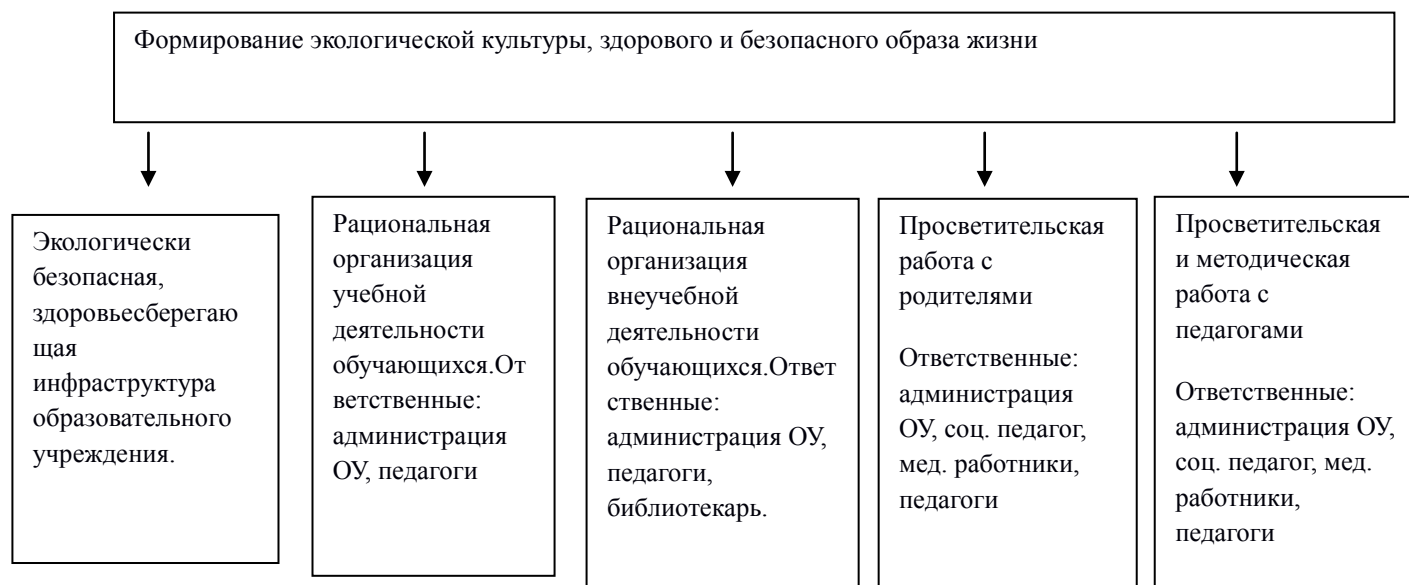 Формирование экологической культуры, здорового и безопасного образа жизни
Экологически
безопасная,
здоровьесберегаю
щая
инфраструктура
образовательного
учреждения.
Рациональная
организация
учебной
деятельности
обучающихся.От
ветственные:
администрация
ОУ, педагоги
Рациональная
организация
внеучебной
деятельности
обучающихся.Ответ
ственные:
администрация ОУ,
педагоги,
библиотекарь.
Просветительская
работа с
родителями
Ответственные:
администрация
ОУ, соц. педагог,
мед. работники,
педагоги
Просветительская
и методическая
работа с
педагогами
Ответственные:
администрация ОУ,
соц. педагог, мед.
работники,
педагоги